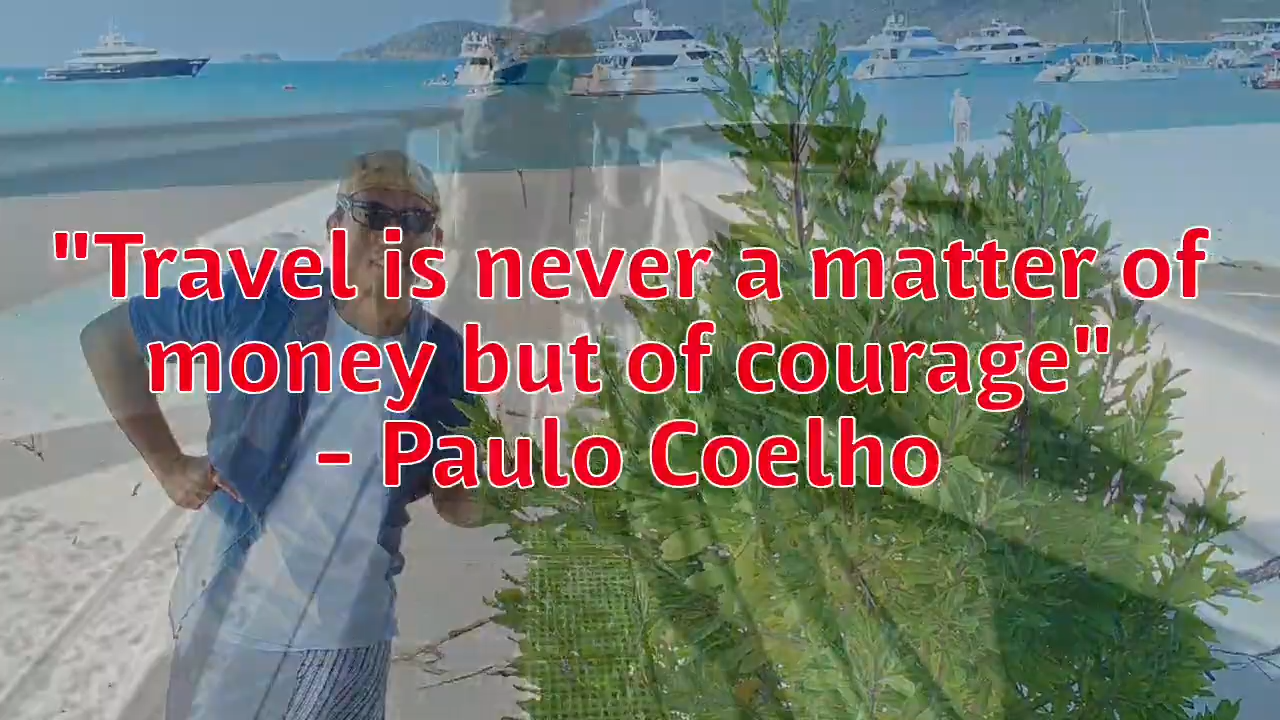 "Travel is never a matter of
money but of courage"
- Paulo Coelho